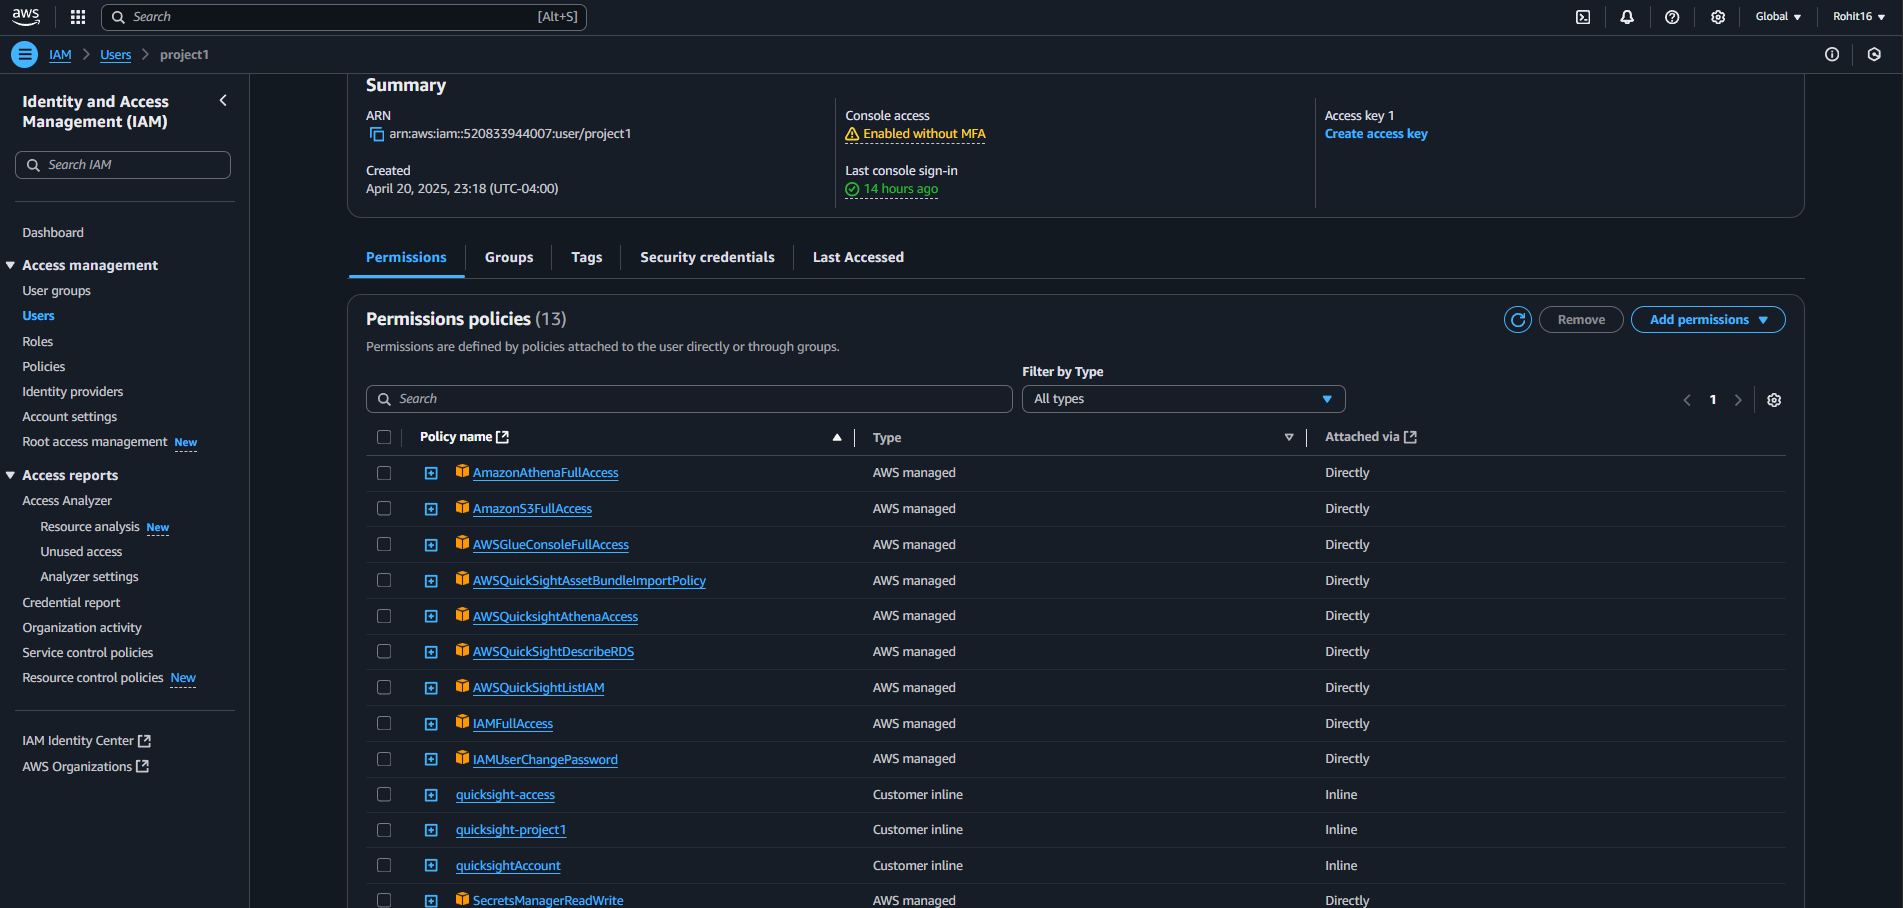 aws
Search [Alt+S]
Global
Rohit16
IAM Users project1
Identity and Access
Management (IAM)
Search IAM
Dashboard
Access management
User groups
Users
Roles
Policies
Identity providers
Account settings
Root access management New
Access reports
Access Analyzer
Resource analysis New
Unused access
Analyzer settings
Credential report
Organization activity
Service control policies
Resource control policies New
IAM Identity Center
AWS Organizations
Summary
ARN
arn:aws:iam::520833944007:user/project1
Created
April 20, 2025, 23:18 (UTC-04:00)
Console access
Enabled without MFA
Last console sign-in
14 hours ago
Access key 1
Create access key
Permissions Groups Tags Security credentials Last Accessed
Permissions policies (13)
Remove
Add permissions
Permissions are defined by policies attached to the user directly or through groups.
Filter by Type
Search
All types
1
Policy name Type Attached via
AmazonAthenaFullAccess AWS managed Directly
AmazonS3FullAccess AWS managed Directly
AWSGlueConsoleFullAccess AWS managed Directly
AWSQuickSightAssetBundleImportPolicy AWS managed Directly
AWSQuicksightAthenaAccess AWS managed Directly
AWSQuickSightDescribeRDS AWS managed Directly
AWSQuickSightListIAM AWS managed Directly
IAMFullAccess AWS managed Directly
IAMUserChangePassword AWS managed Directly
quicksight-access Customer inline Inline
quicksight-project1 Customer inline Inline
quicksightAccount Customer inline Inline
SecretsManagerReadWrite AWS managed Directly